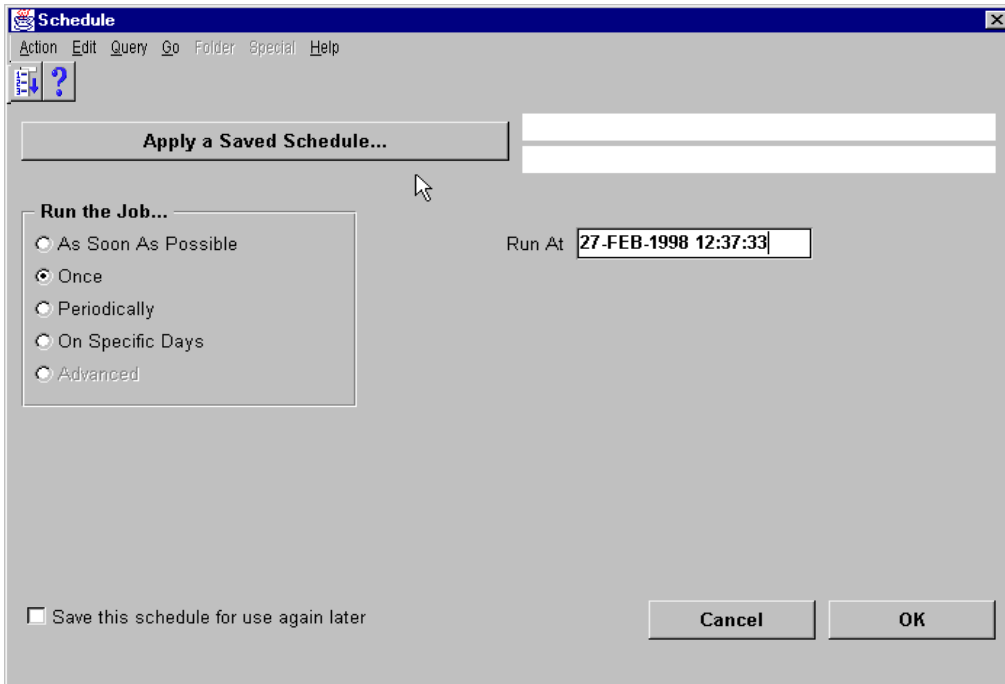 Schedule
Action Edit Query Go Folder Special Help
Apply a Saved Schedule...
Run the Job...
As Soon As Possible
Run At 27-FEB-1998 12:37:33
Once
Periodically
On Specific Days
Advanced
Save this schedule for use again later
Cancel OK